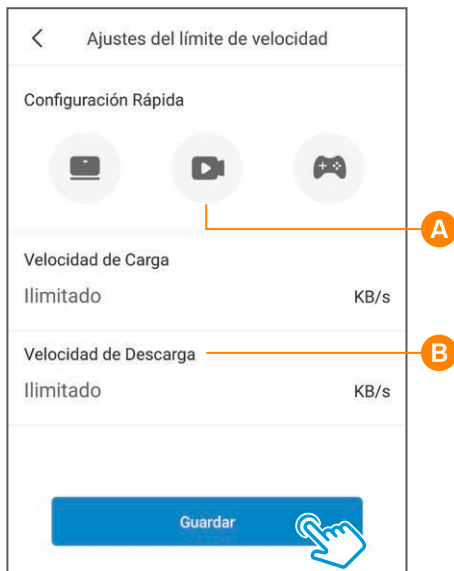 Ajustes del límite de velocidad
Configuración Rápida
A
Velocidad de Carga
Ilimitado KB/s
Velocidad de Descarga
B
Ilimitado KB/s
Guardar